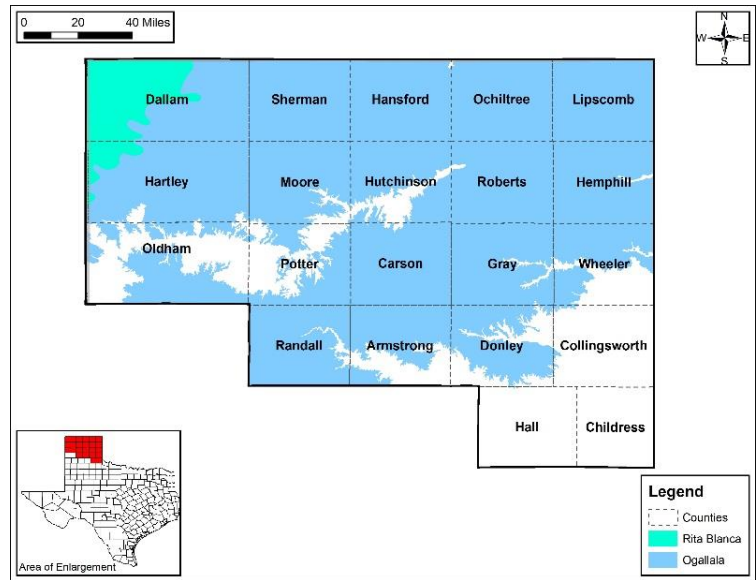 0 20 40 Miles
N
W E
S
Dallam Sherman Hansford Ochiltree Lipscomb
Hartley Moore Hutchinson Roberts Hemphill
Oldham Potter Carson Gray Wheeler
Randall Armstrong Donley Collingsworth
Hall Childress
Area of Enlargement
Legend
Counties
Rita Blanca
Ogallala